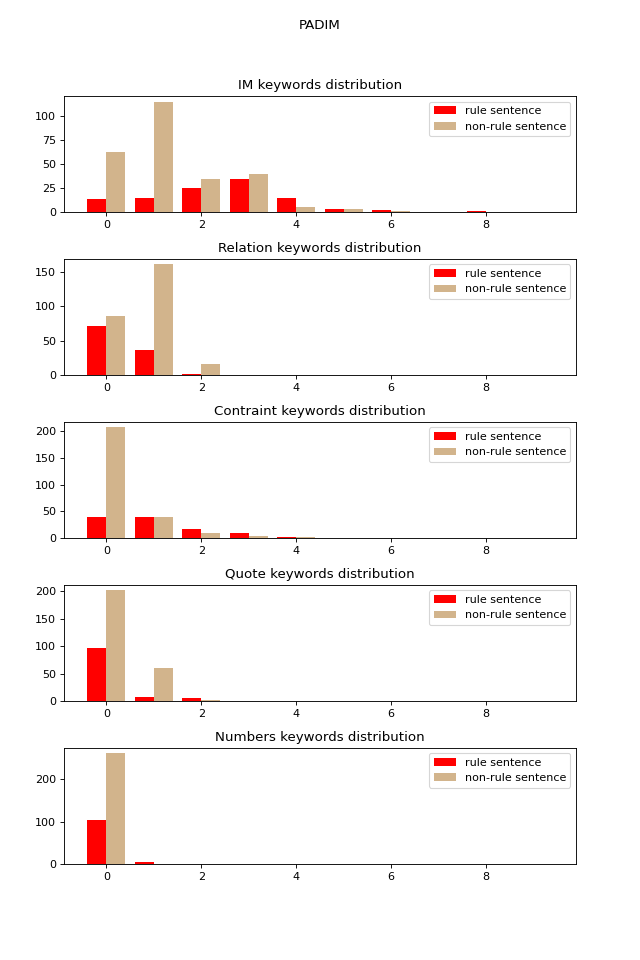 PADIM
IM keywords distribution
100
75
50
25
0
rule sentence
non-rule sentence
0 2 4 6 8
Relation keywords distribution
150
100
50
0
rule sentence
non-rule sentence
0 2 4 6 8
Contraint keywords distribution
200
150
100
50
0
rule sentence
non-rule sentence
0 2 4 6 8
Quote keywords distribution
200
150
100
50
0
rule sentence
non-rule sentence
0 2 4 6 8
Numbers keywords distribution
200
100
0
rule sentence
non-rule sentence
0 2 4 6 8